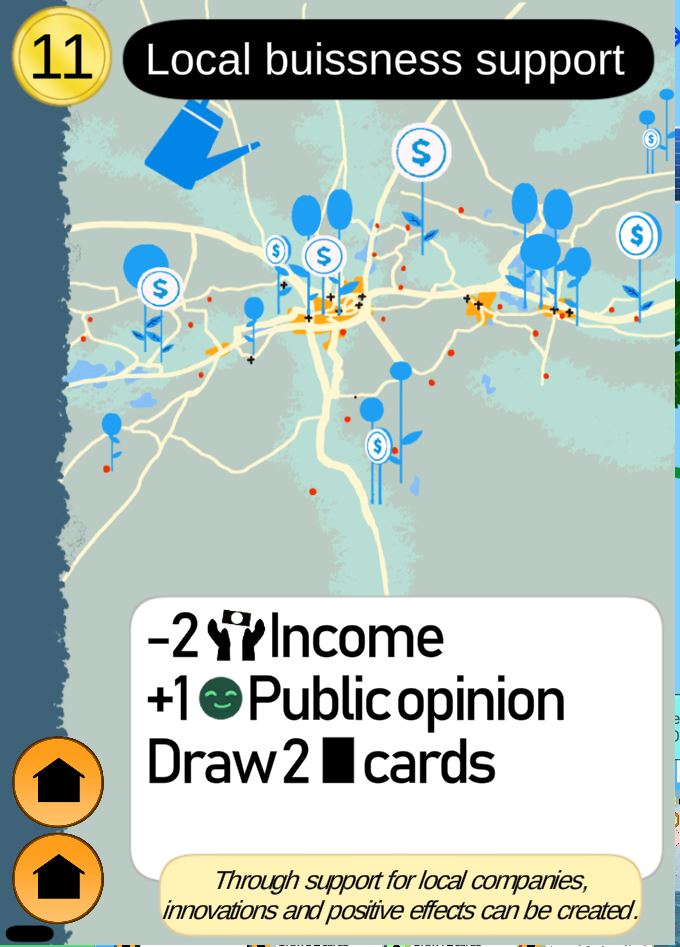 11
Local buissness support
$
$
$
$
$
$
$
-2 Income
+1 Public opinion
Draw 2 cards
Through support for local companies,
innovations and positive effects can be created.